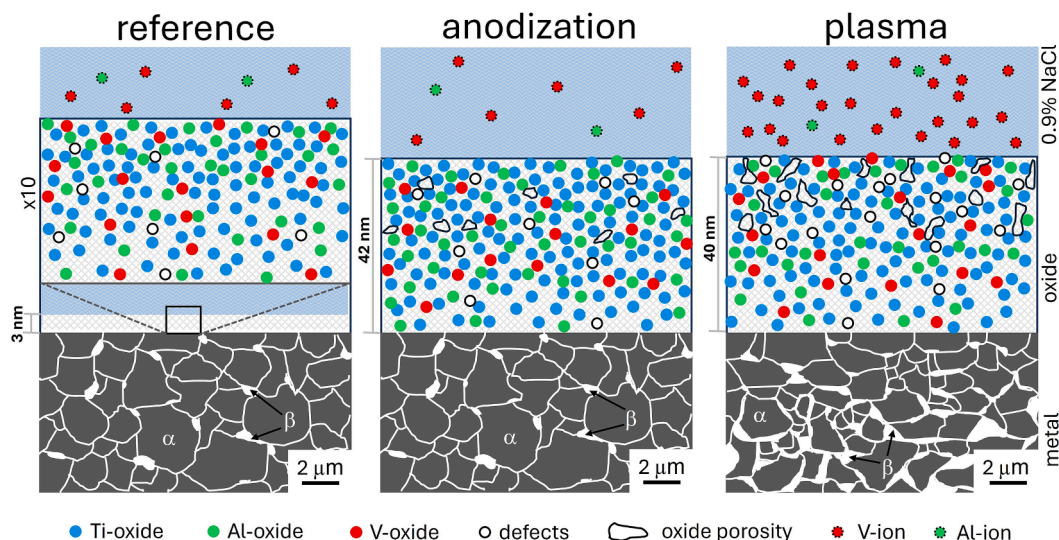 reference
anodization
plasma
0.9% NaCl
x10
42 nm
40 nm
oxide
3 nm
α
β
2 μm
α
β
2 μm
α
β
2 μm
metal
Ti-oxide Al-oxide V-oxide defects oxide porosity V-ion Al-ion